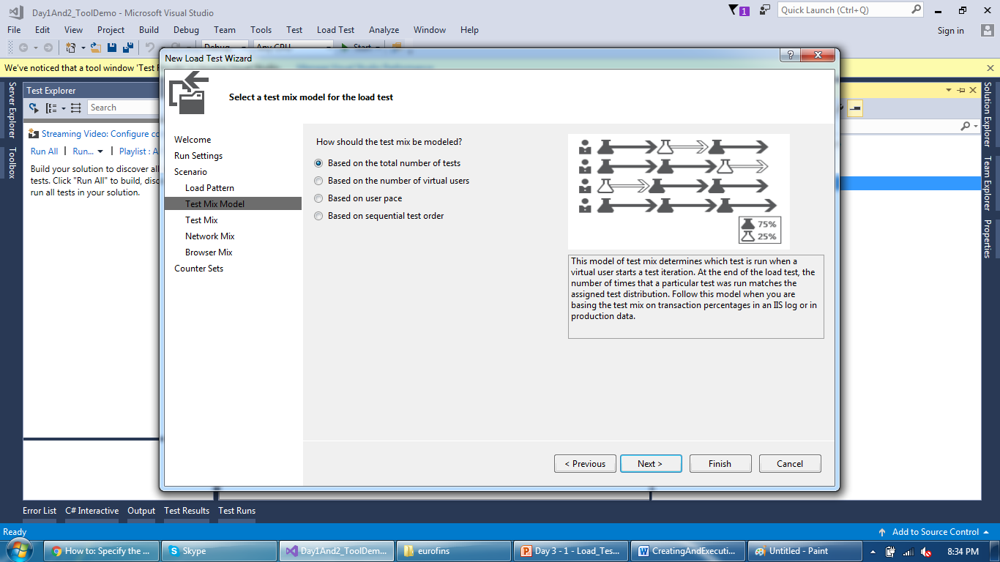 Day1And2_ToolDemo - Microsoft Visual Studio
1
Quick Launch (Ctrl+Q)
File Edit View Project Build Debug Team Tools Test Load Test Analyze Window Help
Sign in
Debug Any CPU Start
We've noticed that a tool window 'Test
New Load Test Wizard
?
Server Explorer
Toolbox
Test Explorer
Search
Streaming Video: Configure co
Run All | Run... | Playlist : A
Build your solution to discover all
tests. Click "Run All" to build, disc
run all tests in your solution.
Select a test mix model for the load test
Welcome
Run Settings
Scenario
Load Pattern
Test Mix Model
Test Mix
Network Mix
Browser Mix
Counter Sets
How should the test mix be modeled?
Based on the total number of tests
Based on the number of virtual users
Based on user pace
Based on sequential test order
75%
25%
This model of test mix determines which test is run when a
virtual user starts a test iteration. At the end of the load test, the
number of times that a particular test was run matches the
assigned test distribution. Follow this model when you are
basing the test mix on transaction percentages in an IIS log or in
production data.
< Previous Next > Finish Cancel
Solution Explorer
Team Explorer
Properties
Error List C# Interactive Output Test Results Test Runs
Ready
Add to Source Control
How to: Specify the ... Skype Day1And2_ToolDem... eurofins Day 3 - 1 - Load_Tes... CreatingAndExecuti... Untitled - Paint 8:34 PM